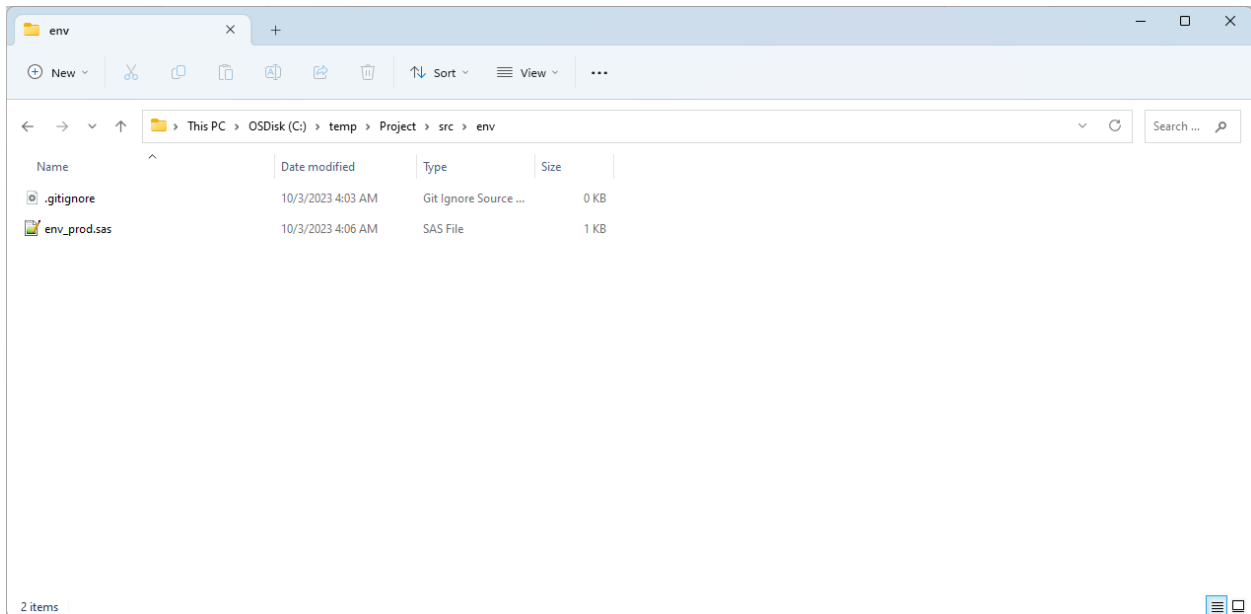 env
New
Sort
View
This PC > OSDisk (C:) > temp > Project > src > env
Search ...
Name Date modified Type Size
.gitignore 10/3/2023 4:03 AM Git Ignore Source ... 0 KB
env_prod.sas 10/3/2023 4:06 AM SAS File 1 KB
2 items